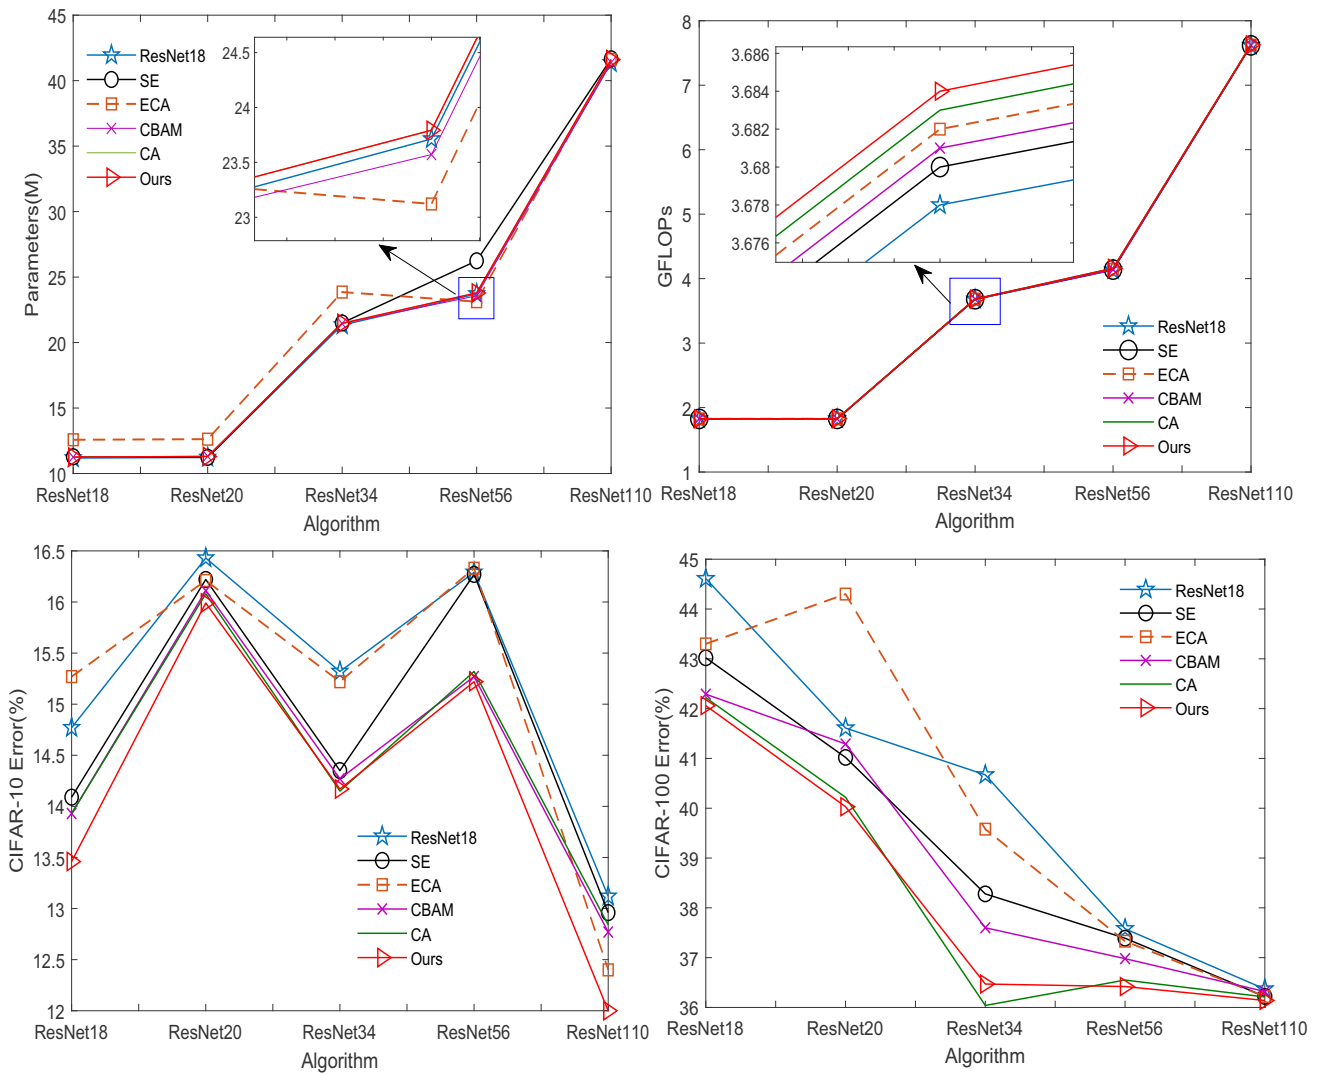 45
40
35
30
25
20
15
10
Parameters(M)
ResNet18
SE
ECA
CBAM
CA
Ours
24.5
24
23.5
23
ResNet18
ResNet20
ResNet34
ResNet56
ResNet110
Algorithm
8
7
6
5
4
3
2
1
GFLOPs
3.686
3.684
3.682
3.68
3.678
3.676
ResNet18
SE
ECA
CBAM
CA
Ours
ResNet18
ResNet20
ResNet34
ResNet56
ResNet110
Algorithm
16.5
16
15.5
15
14.5
14
13.5
13
12.5
12
CIFAR-10 Error(%)
ResNet18
SE
ECA
CBAM
CA
Ours
ResNet18
ResNet20
ResNet34
ResNet56
ResNet110
Algorithm
45
44
43
42
41
40
39
38
37
36
CIFAR-100 Error(%)
ResNet18
SE
ECA
CBAM
CA
Ours
ResNet18
ResNet20
ResNet34
ResNet56
ResNet110
Algorithm